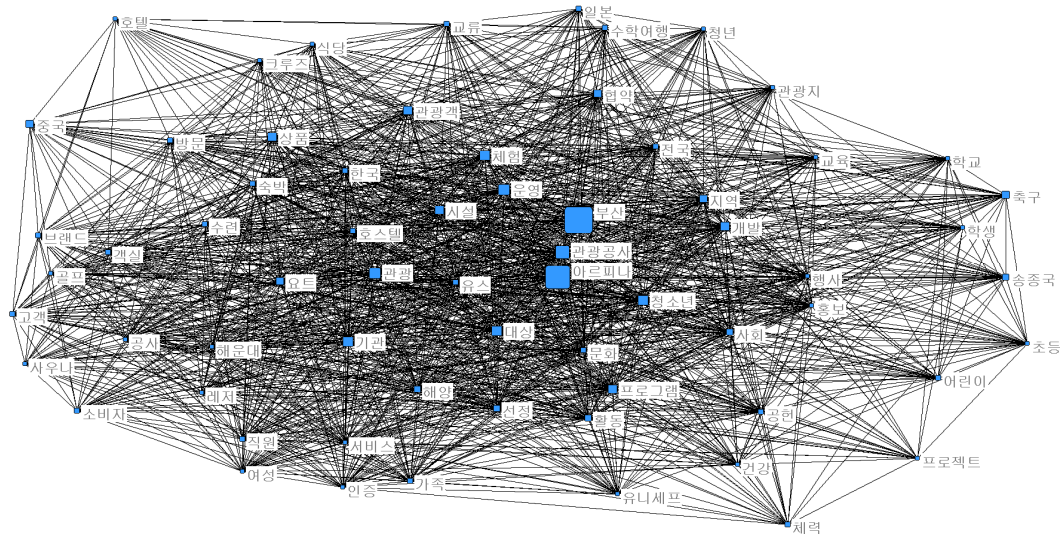 호텔
일본
교류
수학여행
청년
식당
크루즈
관광지
협약
관광객
중국
상품
방문
전국
체험
교육
학교
한국
숙박
운영
축구
지역
시설
부산
수련
개발
학생
호스텔
브랜드
객실
관광공사
골프
관광
아르피나
행사
송종국
요트
유스
청소년
홍보
고객
대상
사회
공사
기관
해운대
초등
문화
사우나
어린이
레저
해양
프로그램
소비자
선정
활동
공헌
직원
서비스
프로젝트
건강
여성
가족
인증
유니세프
체력